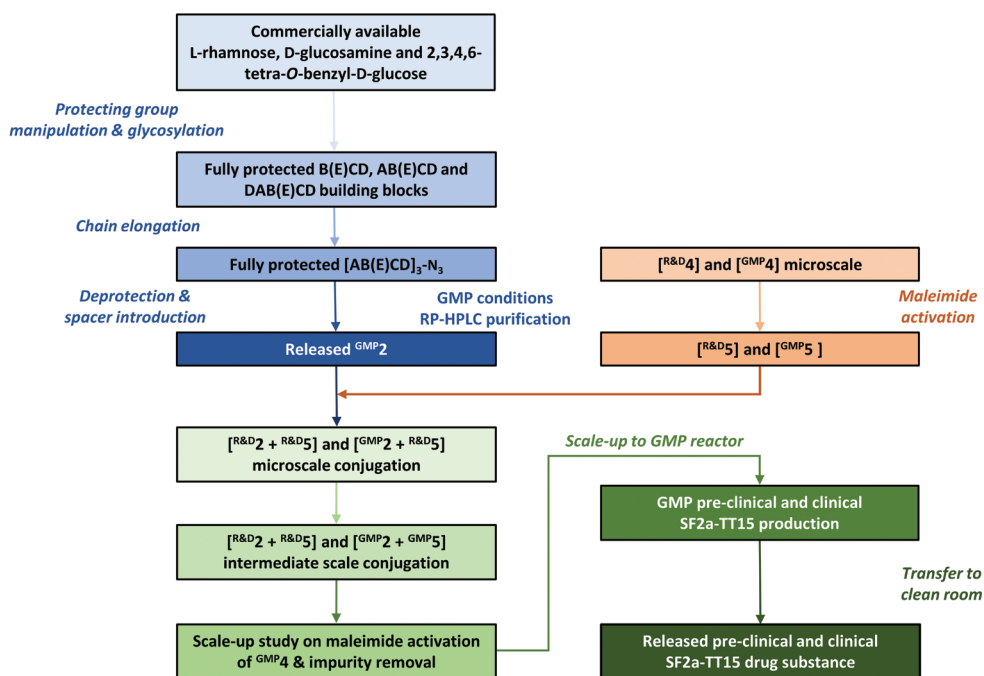 Commercially available
L-rhamnose, D-glucosamine and 2,3,4,6-
tetra-O-benzyl-D-glucose
Protecting group
manipulation & glycosylation
Fully protected B(E)CD, AB(E)CD and
DAB(E)CD building blocks
Chain elongation
Fully protected [AB(E)CD]₃-N₃
[ᴿ&ᴰ4] and [ᴳᴹᴾ4] microscale
Deprotection &
spacer introduction
GMP conditions
RP-HPLC purification
Maleimide
activation
Released ᴳᴹᴾ2
[ᴿ&ᴰ5] and [ᴳᴹᴾ5 ]
[ᴿ&ᴰ2 + ᴿ&ᴰ5] and [ᴳᴹᴾ2 + ᴿ&ᴰ5]
microscale conjugation
Scale-up to GMP reactor
GMP pre-clinical and clinical
SF2a-TT15 production
[ᴿ&ᴰ2 + ᴿ&ᴰ5] and [ᴳᴹᴾ2 + ᴳᴹᴾ5]
intermediate scale conjugation
Transfer to
clean room
Scale-up study on maleimide activation
of ᴳᴹᴾ4 & impurity removal
Released pre-clinical and clinical
SF2a-TT15 drug substance